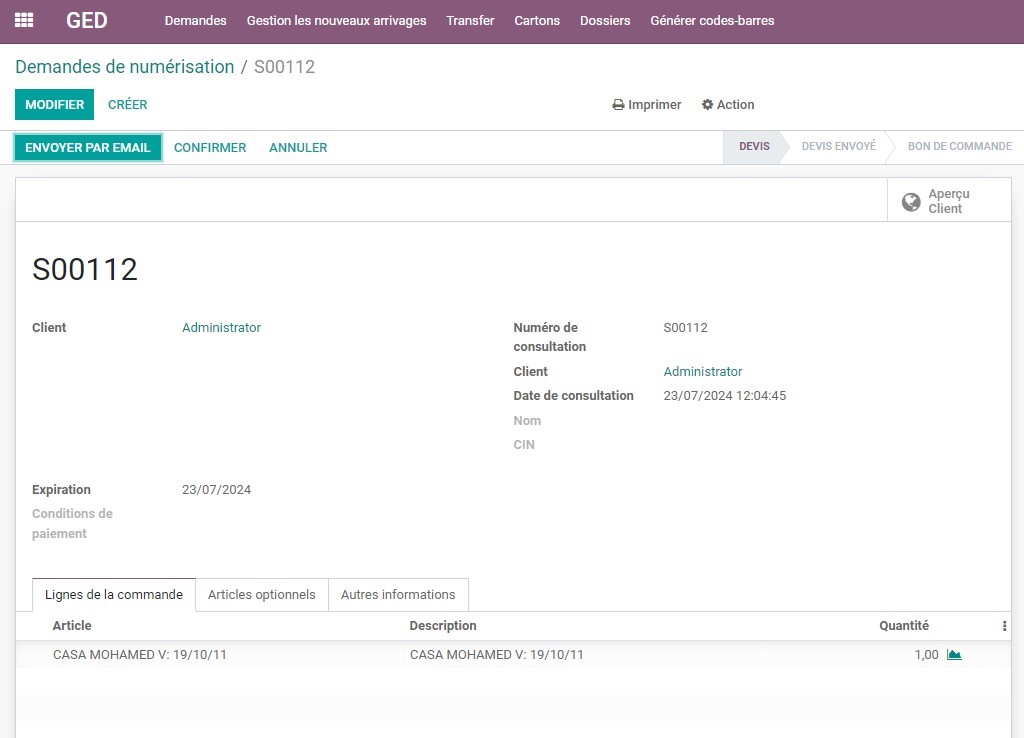 GED Demandes Gestion les nouveaux arrivages Transfer Cartons Dossiers Générer codes-barres
Demandes de numérisation / S00112
MODIFIER CRÉER Imprimer Action
ENVOYER PAR EMAIL CONFIRMER ANNULER DEVIS DEVIS ENVOYÉ BON DE COMMANDE
Aperçu
Client
S00112
Client Administrator
Numéro de
consultation
S00112
Client Administrator
Date de consultation 23/07/2024 12:04:45
Nom
CIN
Expiration 23/07/2024
Conditions de
paiement
Lignes de la commande Articles optionnels Autres informations
Article Description Quantité
CASA MOHAMED V: 19/10/11 CASA MOHAMED V: 19/10/11 1,00